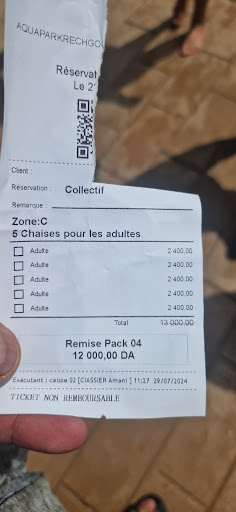 AQUAPARKRECHGO
Réservat
Le 2
Client :
Réservation : Collectif
Remarque :
Zone:C
5 Chaises pour les adultes
Adulte 2 400,00
Adulte 2 400,00
Adulte 2 400,00
Adulte 2 400,00
Adulte 2 400,00
Total 13 000,00
Remise Pack 04
12 000,00 DA
Exécutant : caisse 02 [CIASSIER Amani ] 11:27 29/07/2024
TICKET NON REMBOURSABLE